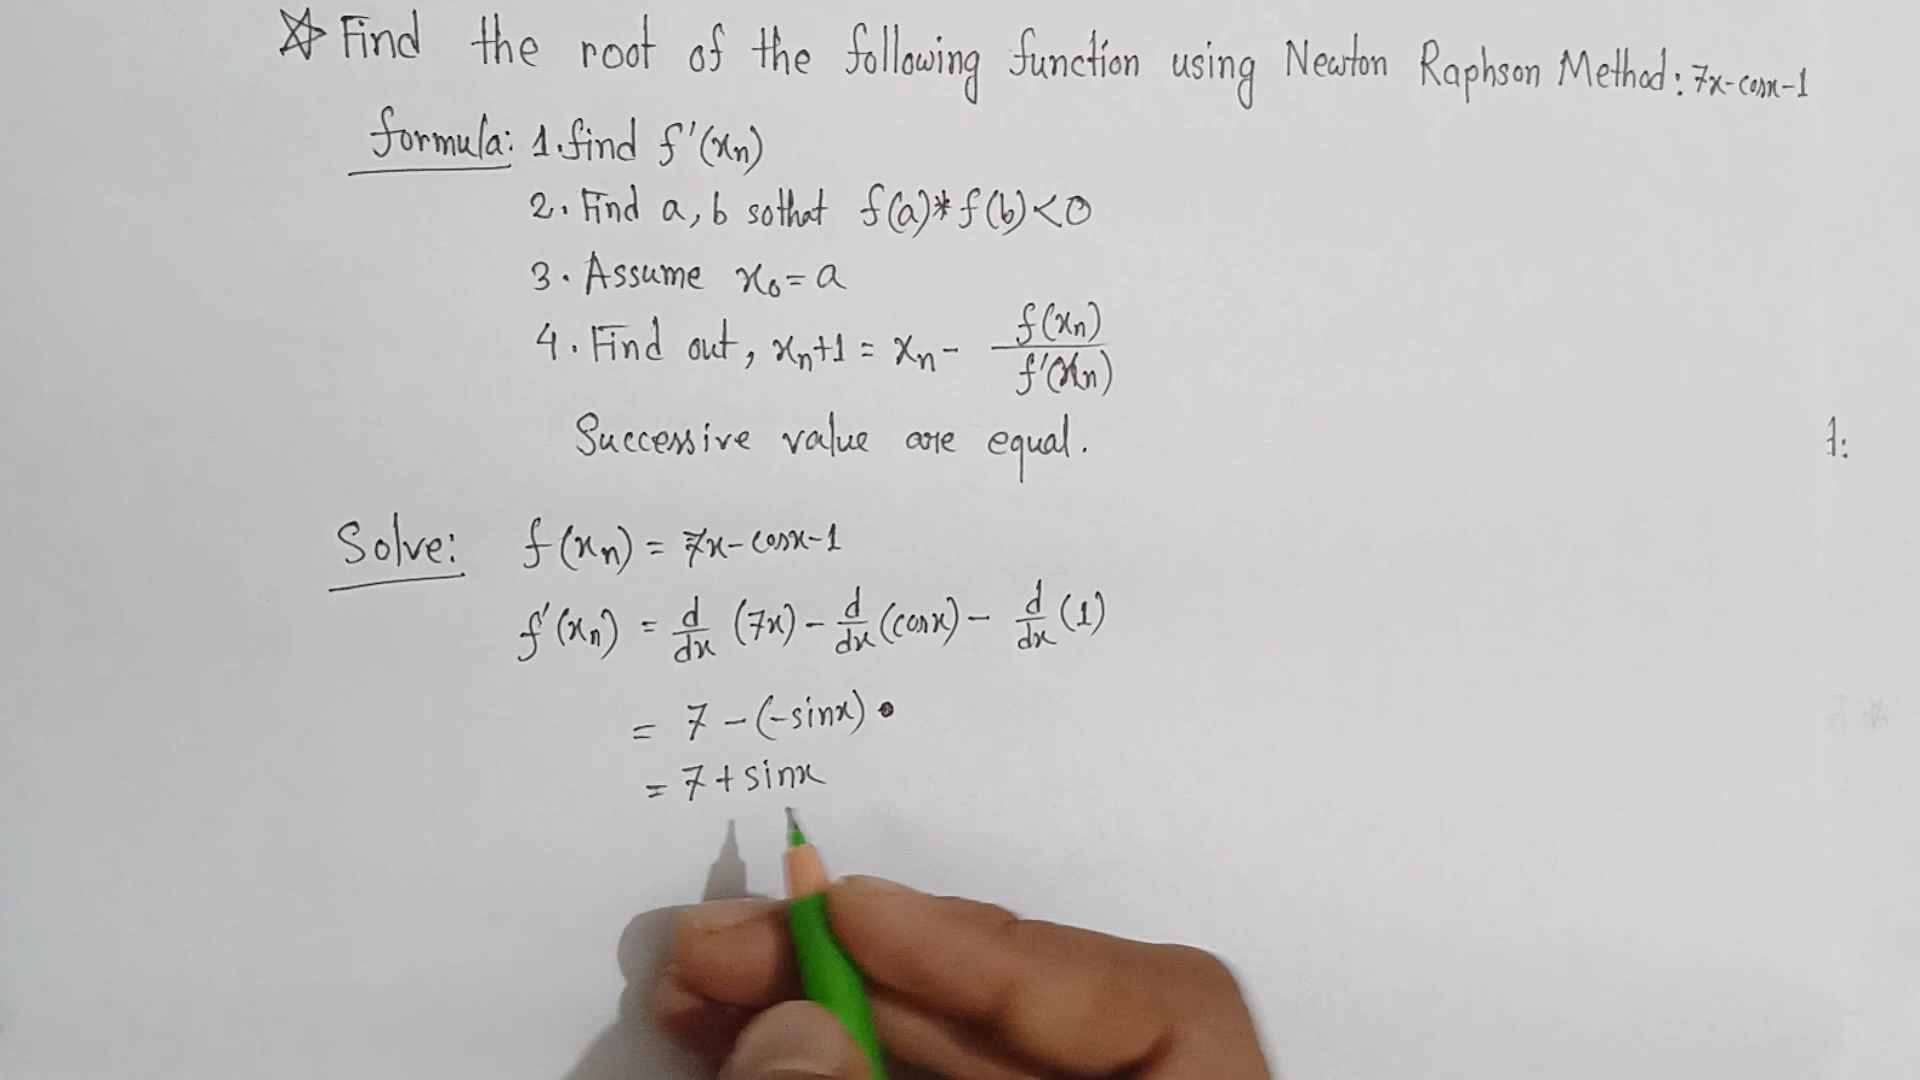 ☆ Find the root of the following function using Newton Raphson Method: 7x-cosx-1
formula: 1. find f'(xₙ)
2. Find a, b so that f(a)*f(b)<0
3. Assume x₀=a
4. Find out, xₙ+1 = xₙ - f(xₙ)/f'(xₙ)
Successive value are equal.
1:
Solve: f(xₙ) = 7x-cosx-1
f'(xₙ) = d/dx (7x) - d/dx (cosx) - d/dx (1)
= 7-(-sinx)
= 7+sinx